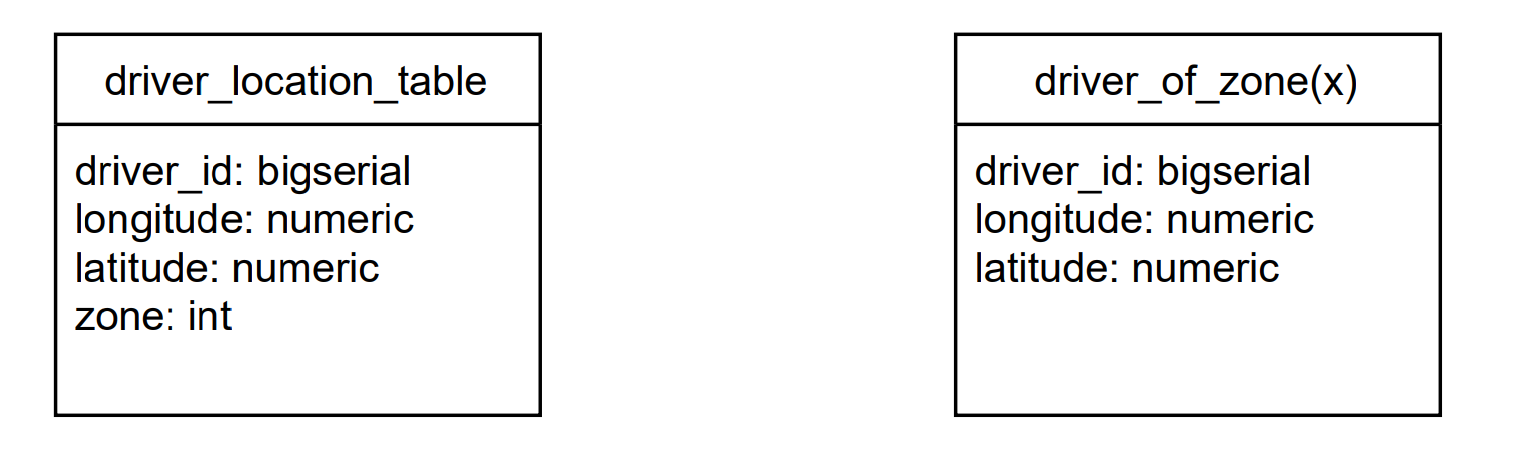 driver_location_table
driver_id: bigserial
longitude: numeric
latitude: numeric
zone: int
driver_of_zone(x)
driver_id: bigserial
longitude: numeric
latitude: numeric